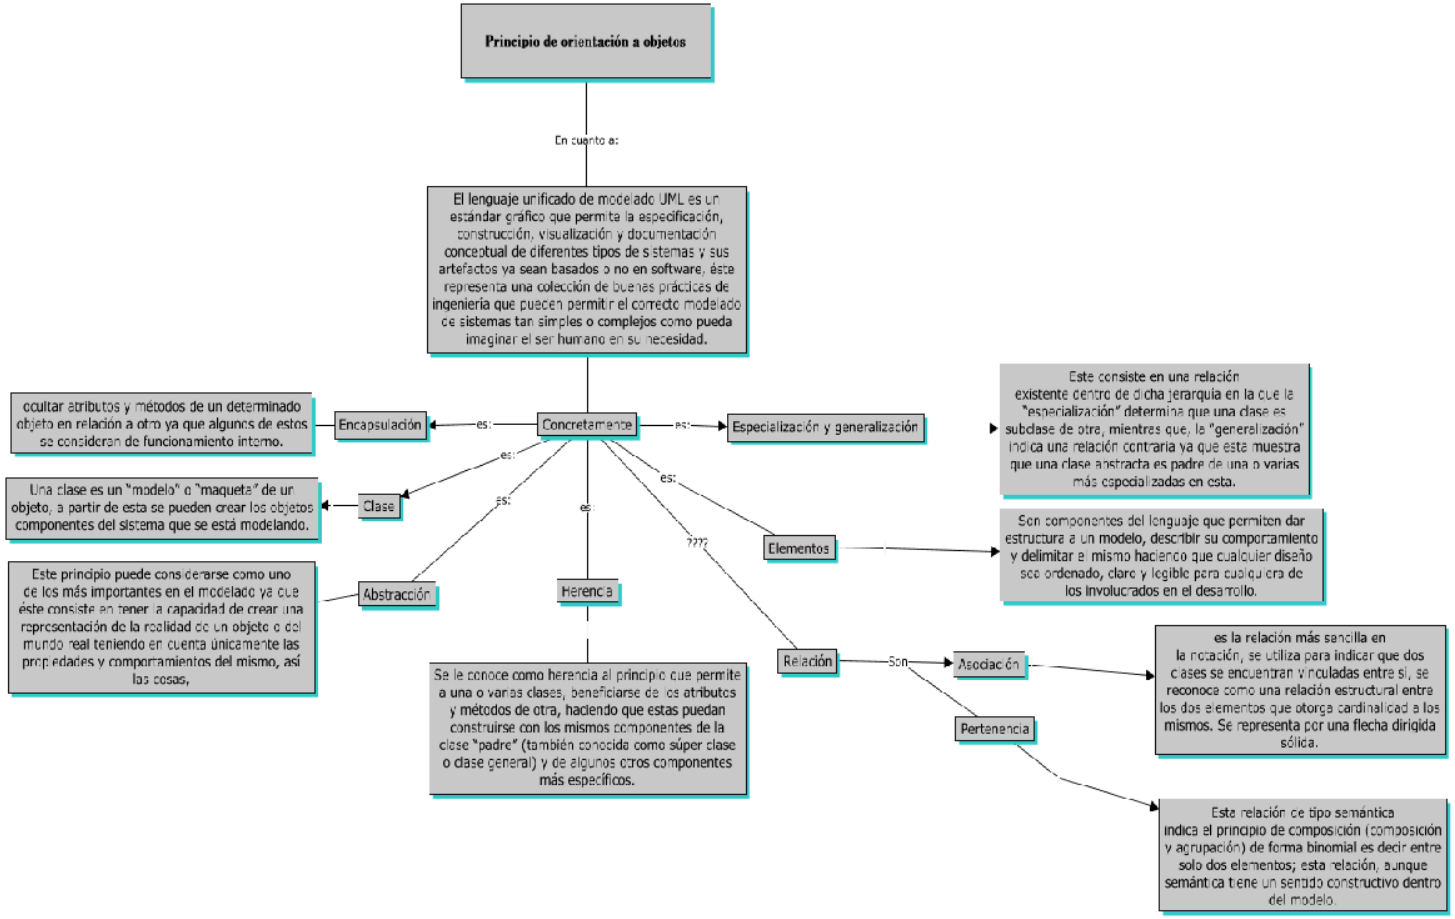 Principio de orientación a objetos
En cuanto a:
El lenguaje unificado de modelado UML es un
estándar gráfico que permite la especificación,
construcción, visualización y documentación
conceptual de diferentes tipos de sistemas y sus
artefactos ya sean basados o no en software, éste
representa una colección de buenas prácticas de
ingeniería que pueden permitir el correcto modelado
de sistemas tan simples o complejos como pueda
imaginar el ser humano en su necesidad.
Concretamente
es:
Encapsulación
ocultar atributos y métodos de un determinado
objeto en relación a otro ya que algunos de estos
se consideran de funcionamiento interno.
es:
Clase
Una clase es un "modelo" o "maqueta" de un
objeto, a partir de esta se pueden crear los objetos
componentes del sistema que se está modelando.
es:
Abstracción
Este principio puede considerarse como uno
de los más importantes en el modelado ya que
éste consiste en tener la capacidad de crear una
representación de la realidad de un objeto o del
mundo real teniendo en cuenta únicamente las
propiedades y comportamientos del mismo, así
las cosas,
es:
Herencia
Se le conoce como herencia al principio que permite
a una o varias clases, beneficiarse de los atributos
y métodos de otra, haciendo que estas puedan
construirse con los mismos componentes de la
clase "padre" (también conocida como súper clase
o clase general) y de algunos otros componentes
más específicos.
es:
Especialización y generalización
Este consiste en una relación
existente dentro de dicha jerarquía en la que la
"especialización" determina que una clase es
subclase de otra, mientras que, la "generalización"
indica una relación contraria ya que esta muestra
que una clase abstracta es padre de una o varias
más especializadas en esta.
es:
Elementos
Son componentes del lenguaje que permiten dar
estructura a un modelo, describir su comportamiento
y delimitar el mismo haciendo que cualquier diseño
sea ordenado, claro y legible para cualquiera de
los involucrados en el desarrollo.
????
Relación
Son
Asociación
es la relación más sencilla en
la notación, se utiliza para indicar que dos
clases se encuentran vinculadas entre sí, se
reconoce como una relación estructural entre
los dos elementos que otorga cardinalidad a los
mismos. Se representa por una flecha dirigida
sólida.
Pertenencia
Esta relación de tipo semántica
indica el principio de composición (composición
y agrupación) de forma binomial es decir entre
solo dos elementos; esta relación, aunque
semántica tiene un sentido constructivo dentro
del modelo.